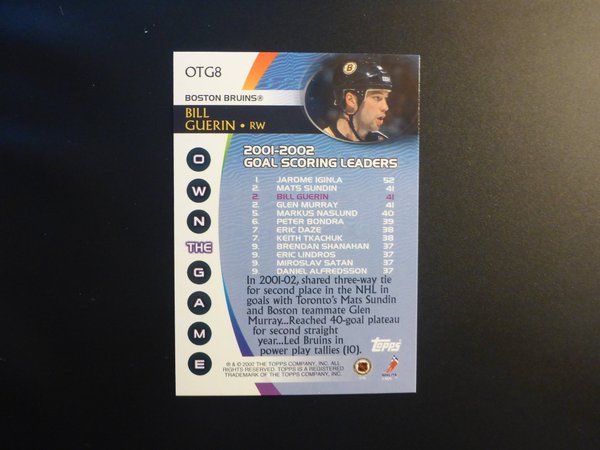 OTG8
BOSTON BRUINS®
BILL
GUERIN • RW
OWN THE GAME
2001-2002
GOAL SCORING LEADERS
1. JAROME IGINLA 52
2. MATS SUNDIN 41
2. BILL GUERIN 41
2. GLEN MURRAY 41
5. MARKUS NASLUND 40
6. PETER BONDRA 39
7. ERIC DAZE 38
7. KEITH TKACHUK 38
9. BRENDAN SHANAHAN 37
9. ERIC LINDROS 37
9. MIROSLAV SATAN 37
9. DANIEL ALFREDSSON 37
In 2001-02, shared three-way tie
for second place in the NHL in
goals with Toronto's Mats Sundin
and Boston teammate Glen
Murray...Reached 40-goal plateau
for second straight
year...Led Bruins in
power play tallies (10).
Topps
® & © 2002 THE TOPPS COMPANY, INC. ALL
RIGHTS RESERVED. TOPPS IS A REGISTERED
TRADEMARK OF THE TOPPS COMPANY, INC.